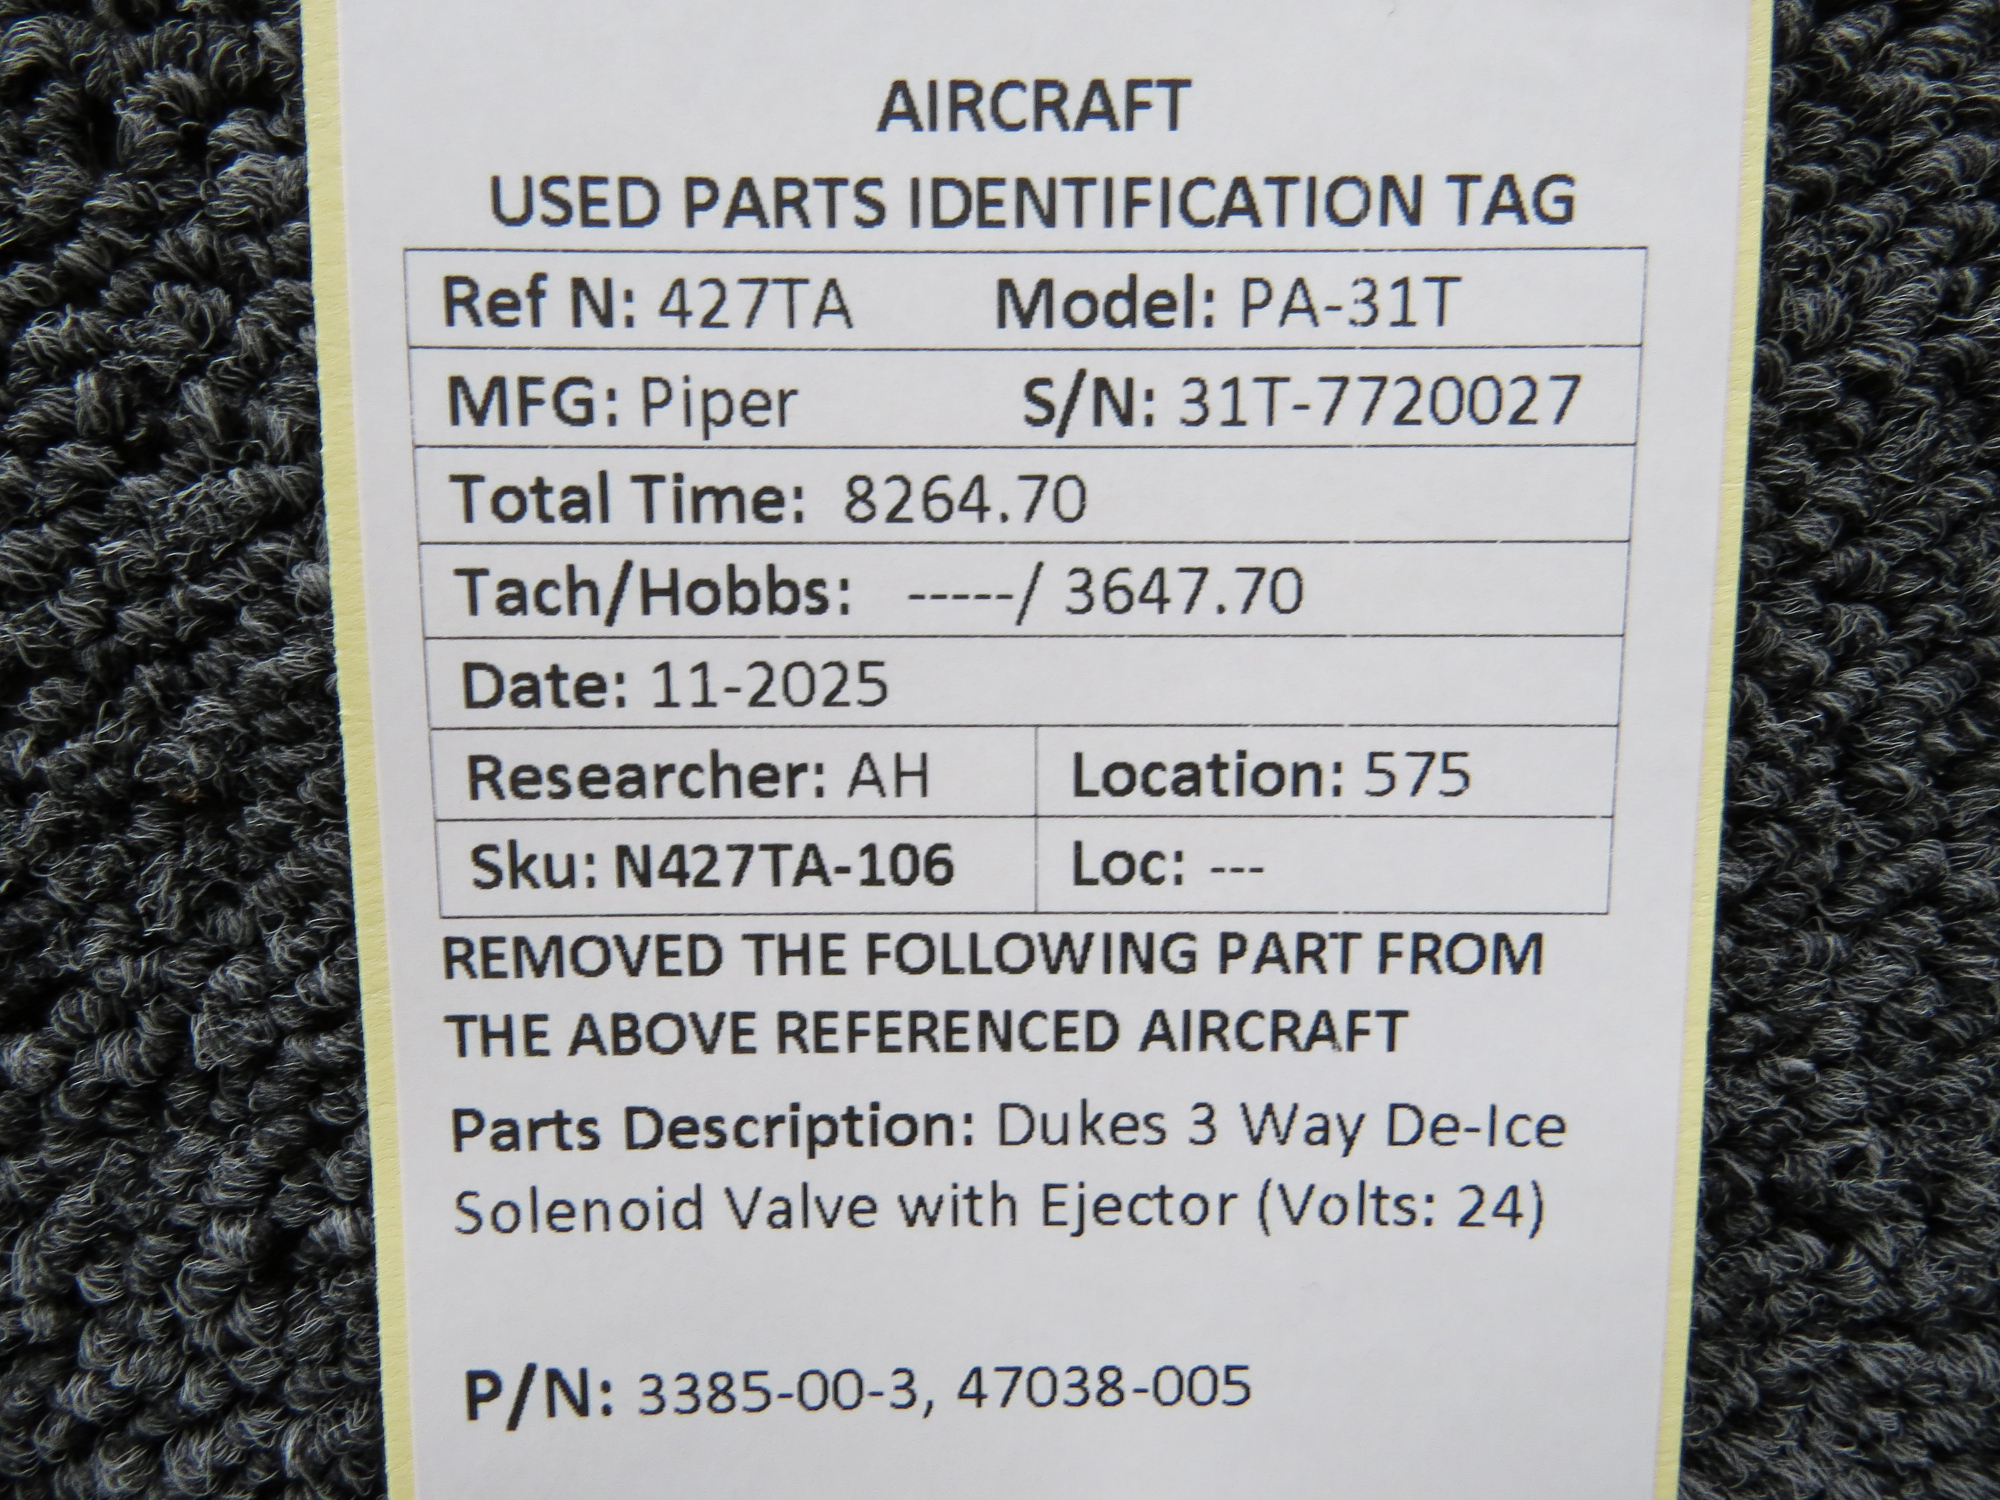 AIRCRAFT
USED PARTS IDENTIFICATION TAG
Ref N: 427TA Model: PA-31T
MFG: Piper S/N: 31T-7720027
Total Time: 8264.70
Tach/Hobbs: -----/ 3647.70
Date: 11-2025
Researcher: AH Location: 575
Sku: N427TA-106 Loc: ---
REMOVED THE FOLLOWING PART FROM
THE ABOVE REFERENCED AIRCRAFT
Parts Description: Dukes 3 Way De-Ice
Solenoid Valve with Ejector (Volts: 24)
P/N: 3385-00-3, 47038-005